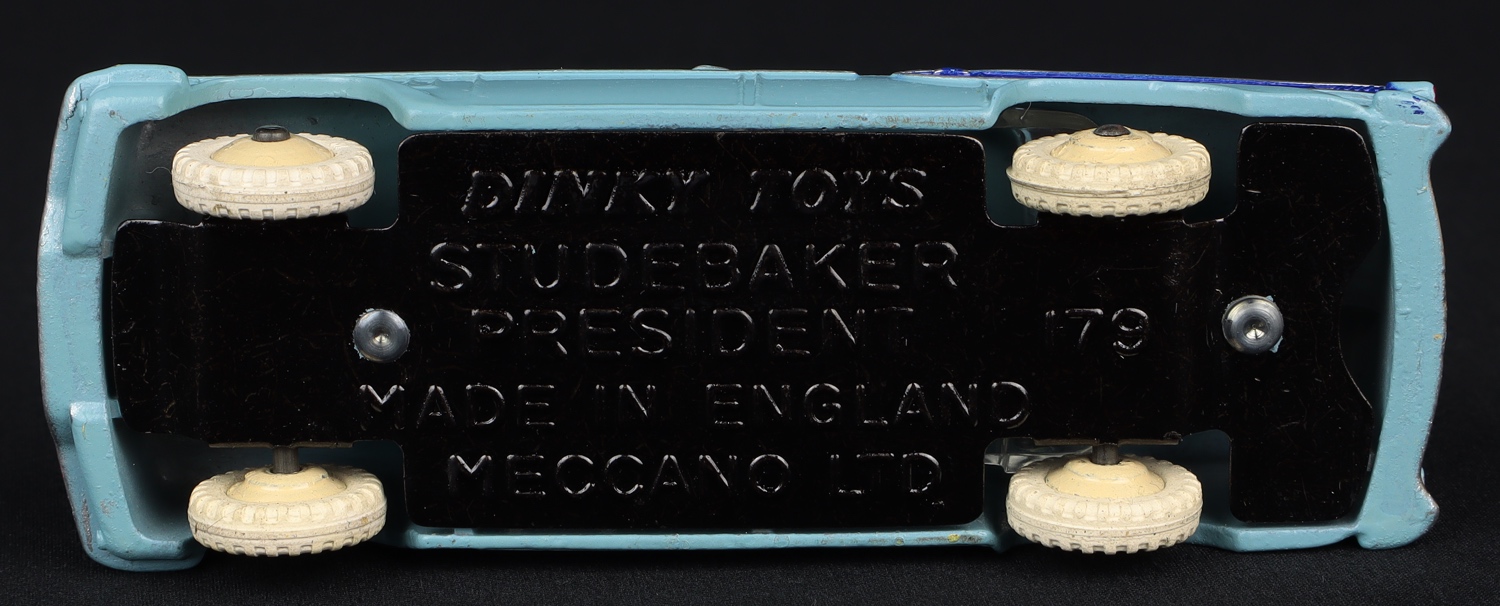 DINKY TOYS
STUDEBAKER
PRESIDENT 179
MADE IN ENGLAND
MECCANO LTD